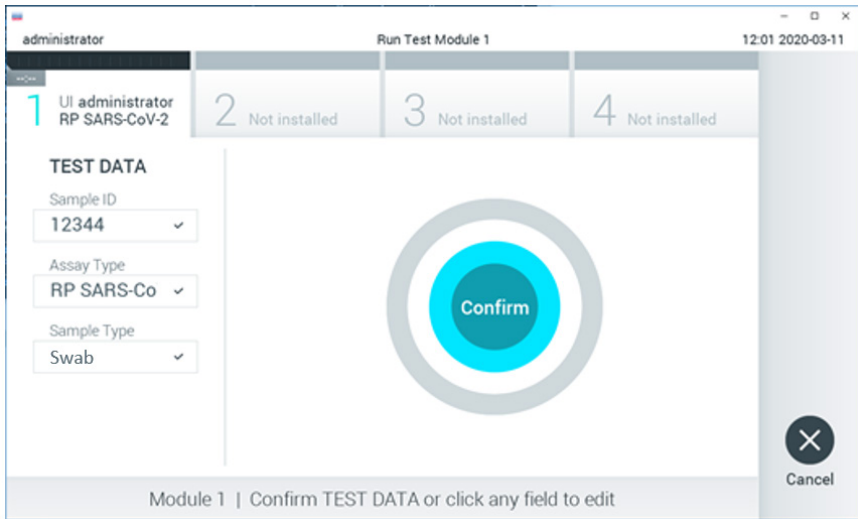 administrator Run Test Module 1 12:01 2020-03-11
--:--
1 UI administrator
RP SARS-CoV-2
2 Not installed
3 Not installed
4 Not installed
TEST DATA
Sample ID
12344
Assay Type
RP SARS-Co
Sample Type
Swab
Confirm
Cancel
Module 1 | Confirm TEST DATA or click any field to edit